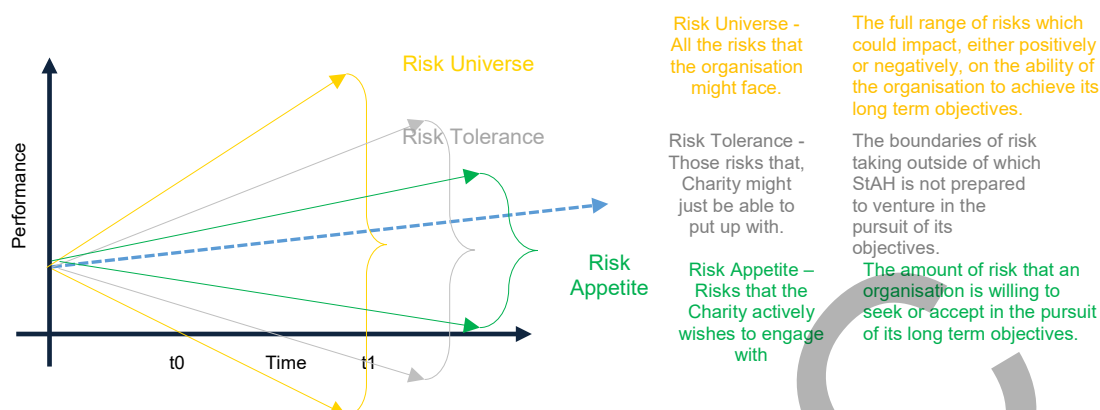 Performance
Risk Universe
Risk Tolerance
Risk
Appetite
t0
Time
t1
Risk Universe -
All the risks that
the organisation
might face.
The full range of risks which
could impact, either positively
or negatively, on the ability of
the organisation to achieve its
long term objectives.
Risk Tolerance -
Those risks that,
Charity might
just be able to
put up with.
The boundaries of risk
taking outside of which
StAH is not prepared
to venture in the
pursuit of its
objectives.
Risk Appetite –
Risks that the
Charity actively
wishes to engage
with
The amount of risk that an
organisation is willing to
seek or accept in the pursuit
of its long term objectives.